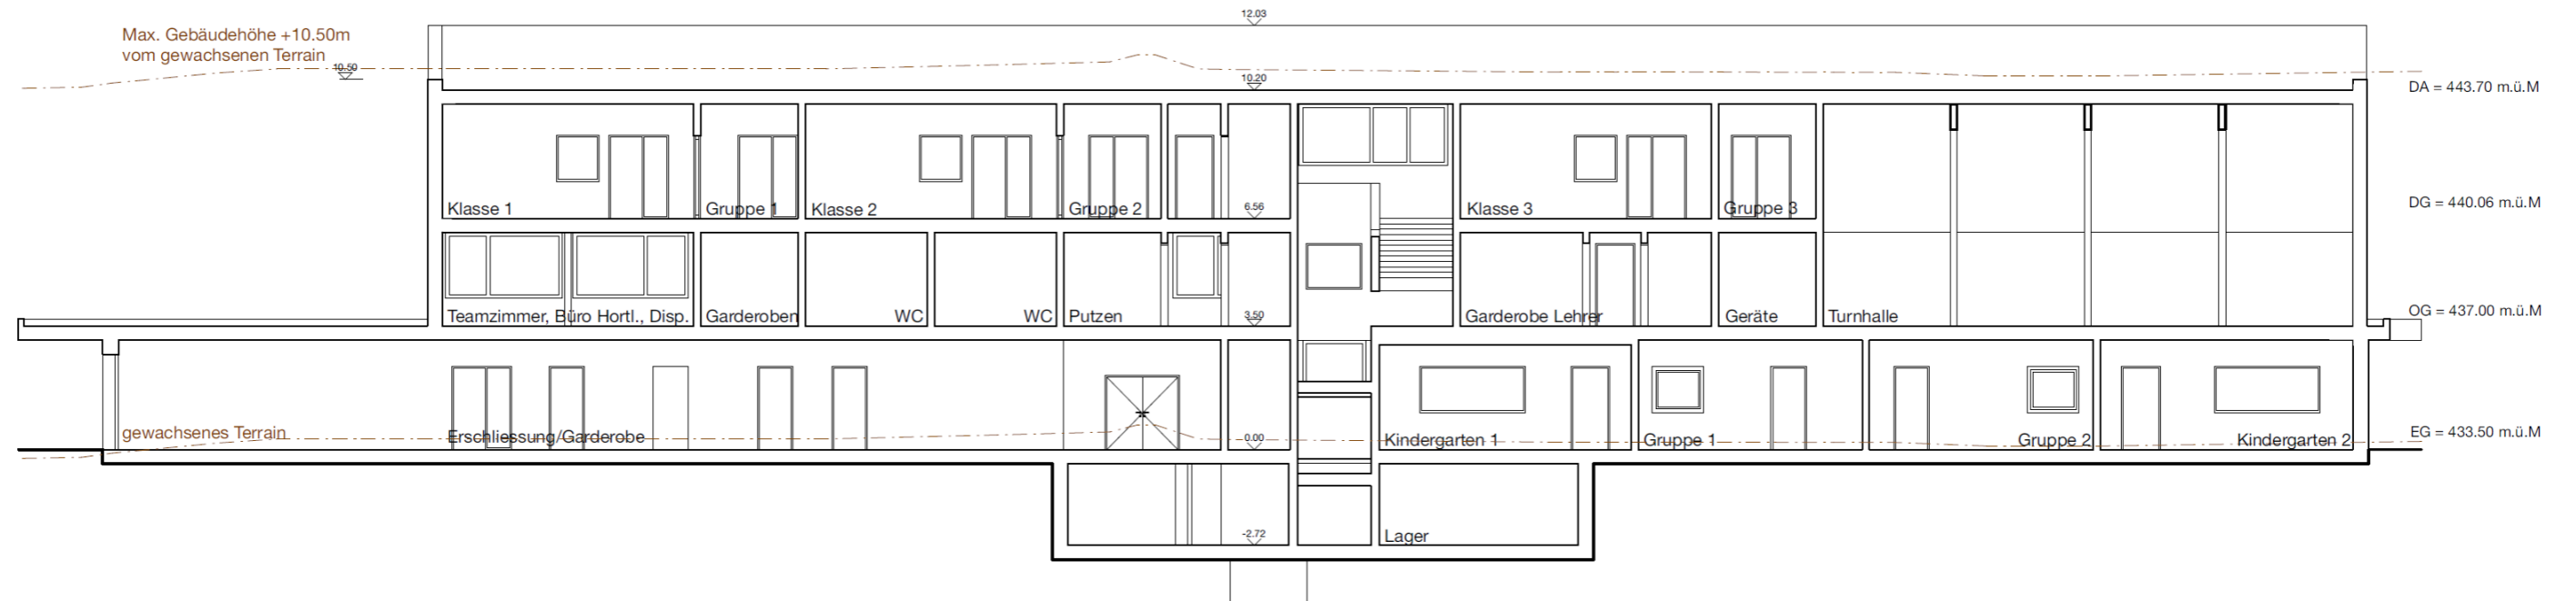 12.03
Max. Gebäudehöhe +10.50m
vom gewachsenen Terrain
10.50
10.20
DA = 443.70 m.ü.M
Klasse 1
Gruppe 1
Klasse 2
Gruppe 2
6.56
Klasse 3
Gruppe 3
DG = 440.06 m.ü.M
Teamzimmer, Büro Hortl., Disp.
Garderoben
WC
WC
Putzen
3.50
Garderobe Lehrer
Geräte
Turnhalle
OG = 437.00 m.ü.M
gewachsenes Terrain
Erschliessung/Garderobe
0.00
Kindergarten 1
Gruppe 1
Gruppe 2
Kindergarten 2
EG = 433.50 m.ü.M
-2.72
Lager